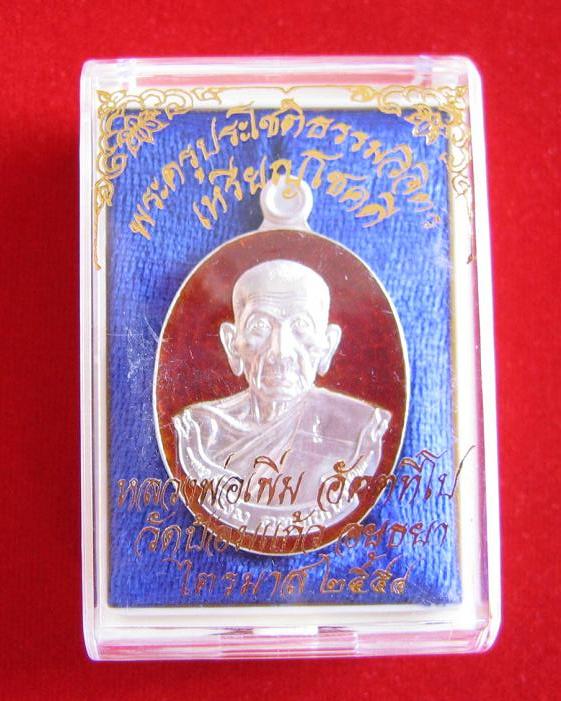 พระครูประโชติธรรมวิจิตร
เหรียญโชคดี
หลวงพ่อเพิ่ม อัตตทีโป
วัดป้อมแก้ว อยุธยา
ไตรมาส ๒๕๕๔